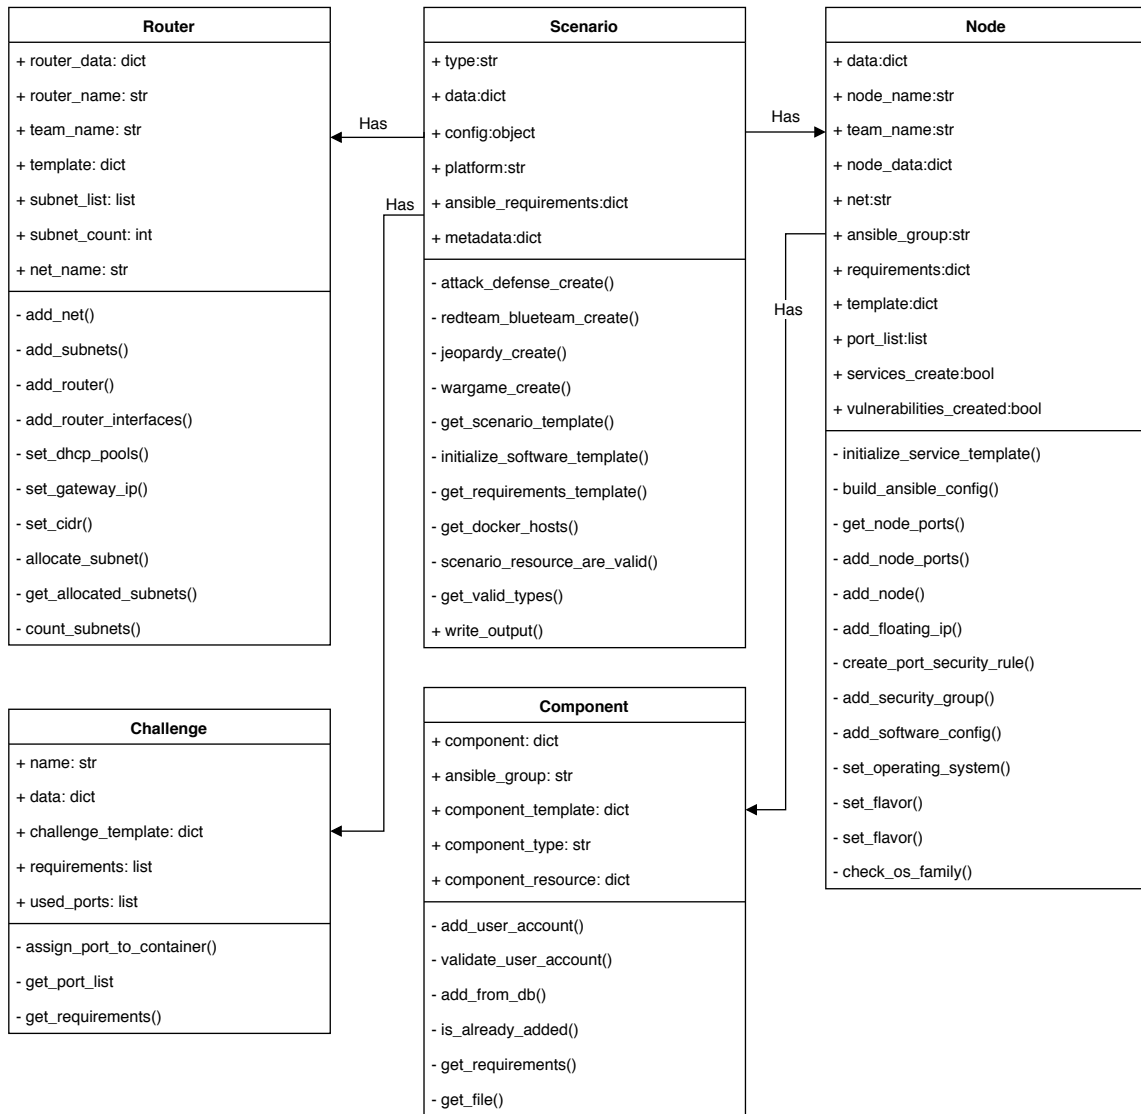 Router
+ router_data: dict
+ router_name: str
+ team_name: str
+ template: dict
+ subnet_list: list
+ subnet_count: int
+ net_name: str
- add_net()
- add_subnets()
- add_router()
- add_router_interfaces()
- set_dhcp_pools()
- set_gateway_ip()
- set_cidr()
- allocate_subnet()
- get_allocated_subnets()
- count_subnets()
Has
Has
Scenario
+ type:str
+ data:dict
+ config:object
+ platform:str
+ ansible_requirements:dict
+ metadata:dict
- attack_defense_create()
- redteam_blueteam_create()
- jeopardy_create()
- wargame_create()
- get_scenario_template()
- initialize_software_template()
- get_requirements_template()
- get_docker_hosts()
- scenario_resource_are_valid()
- get_valid_types()
+ write_output()
Has
Has
Node
+ data:dict
+ node_name:str
+ team_name:str
+ node_data:dict
+ net:str
+ ansible_group:str
+ requirements:dict
+ template:dict
+ port_list:list
+ services_create:bool
+ vulnerabilities_created:bool
- initialize_service_template()
- build_ansible_config()
- get_node_ports()
- add_node_ports()
- add_node()
- add_floating_ip()
- create_port_security_rule()
- add_security_group()
- add_software_config()
- set_operating_system()
- set_flavor()
- set_flavor()
- check_os_family()
Challenge
+ name: str
+ data: dict
+ challenge_template: dict
+ requirements: list
+ used_ports: list
- assign_port_to_container()
- get_port_list
- get_requirements()
Component
+ component: dict
+ ansible_group: str
+ component_template: dict
+ component_type: str
+ component_resource: dict
- add_user_account()
- validate_user_account()
- add_from_db()
- is_already_added()
- get_requirements()
- get_file()